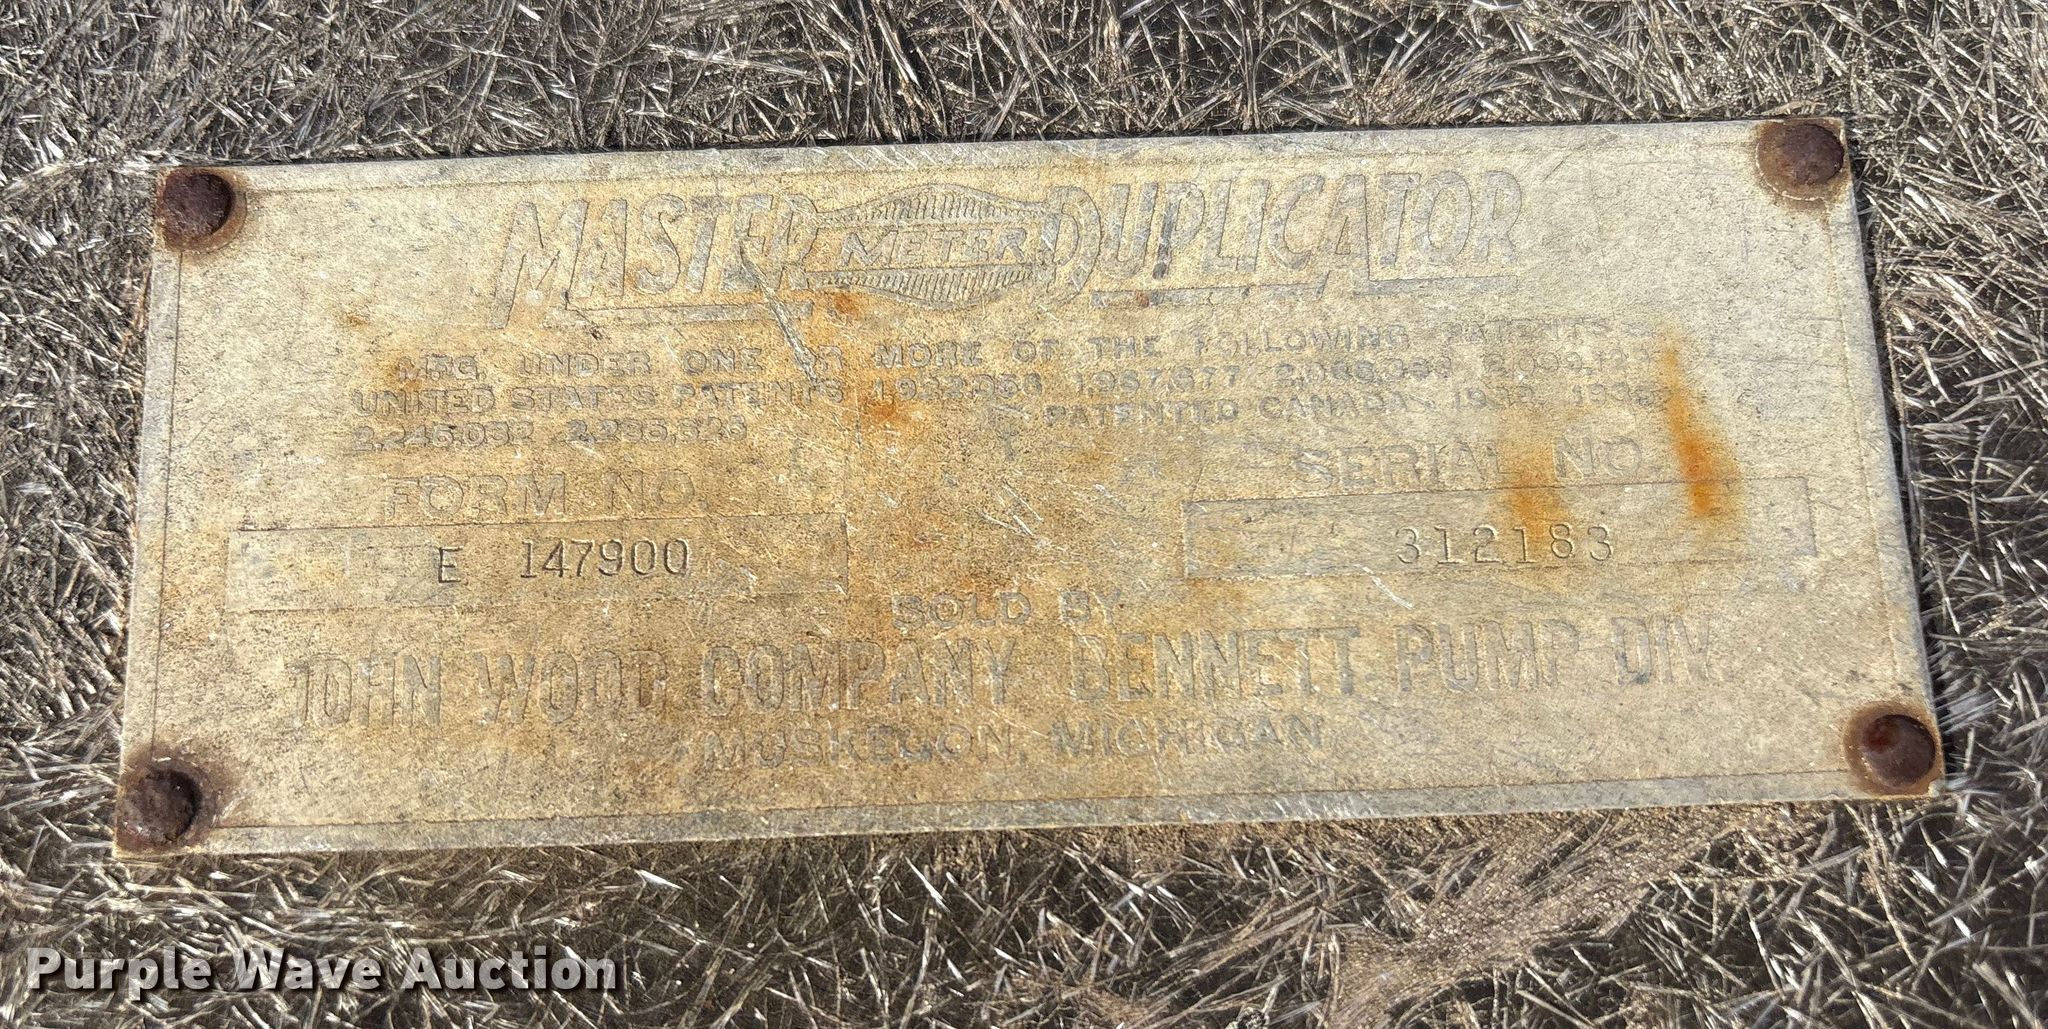 MASTER METER DUPLICATOR
MFG. UNDER ONE OR MORE OF THE FOLLOWING PATENTS
UNITED STATES PATENTS
PATENTED CANADA
FORM NO. SERIAL NO.
E 147900 312183
SOLD BY
JOHN WOOD COMPANY BENNETT PUMP DIV.
MUSKEGON, MICHIGAN
Purple Wave Auction